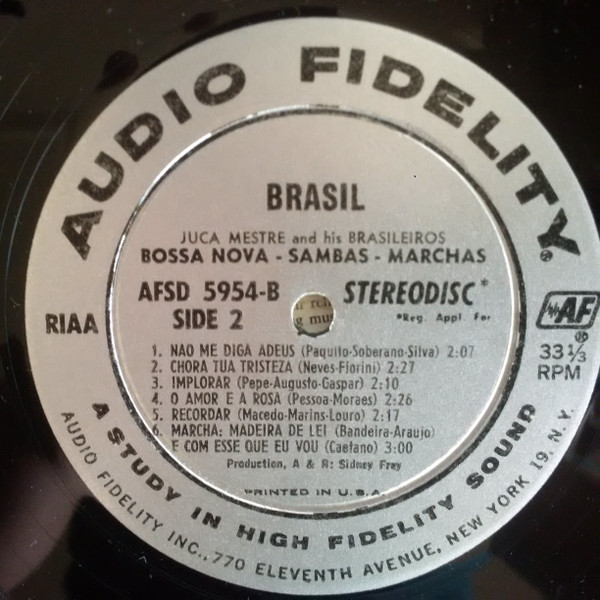 AUDIO FIDELITY®
BRASIL
JUCA MESTRE and his BRASILEIROS
BOSSA NOVA - SAMBAS - MARCHAS
AFSD 5954-B STEREODISC*
RIAA SIDE 2 *Reg. Appl. For
AF®
33 1/3
RPM
1. NAO ME DIGA ADEUS (Paquito-Soberano-Silva) 2:07
2. CHORA TUA TRISTEZA (Neves-Fiorini) 2:27
3. IMPLORAR (Pepe-Augusto-Gaspar) 2:10
4. O AMOR E A ROSA (Pessoa-Moraes) 2:26
5. RECORDAR (Macedo-Marins-Louro) 2:17
6. MARCHA: MADEIRA DE LEI (Bandeira-Araujo)
E COM ESSE QUE EU VOU (Caetano) 3:00
Production, A & R: Sidney Frey
PRINTED IN U.S.A.
A STUDY IN HIGH FIDELITY SOUND
AUDIO FIDELITY INC., 770 ELEVENTH AVENUE, NEW YORK 19, N.Y.